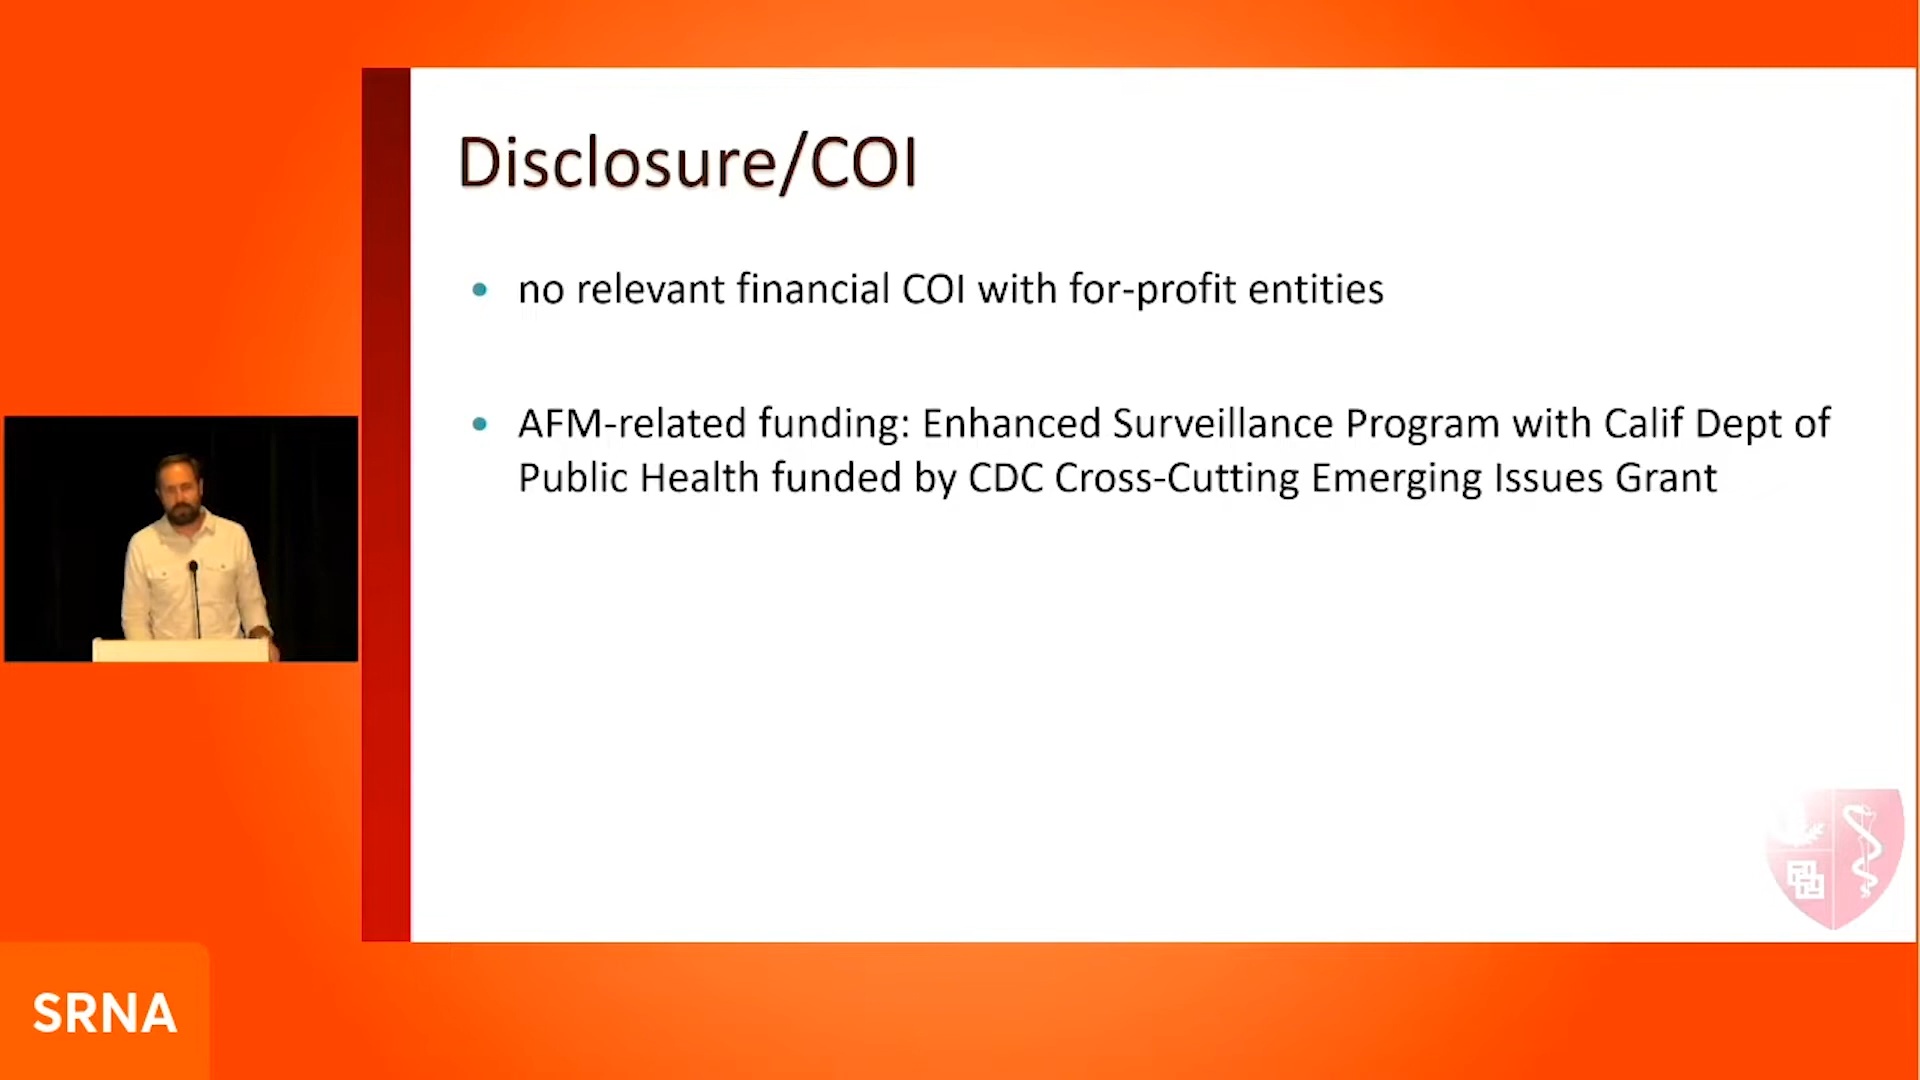 Disclosure/COI
• no relevant financial COI with for-profit entities
• AFM-related funding: Enhanced Surveillance Program with Calif Dept of
Public Health funded by CDC Cross-Cutting Emerging Issues Grant
SRNA